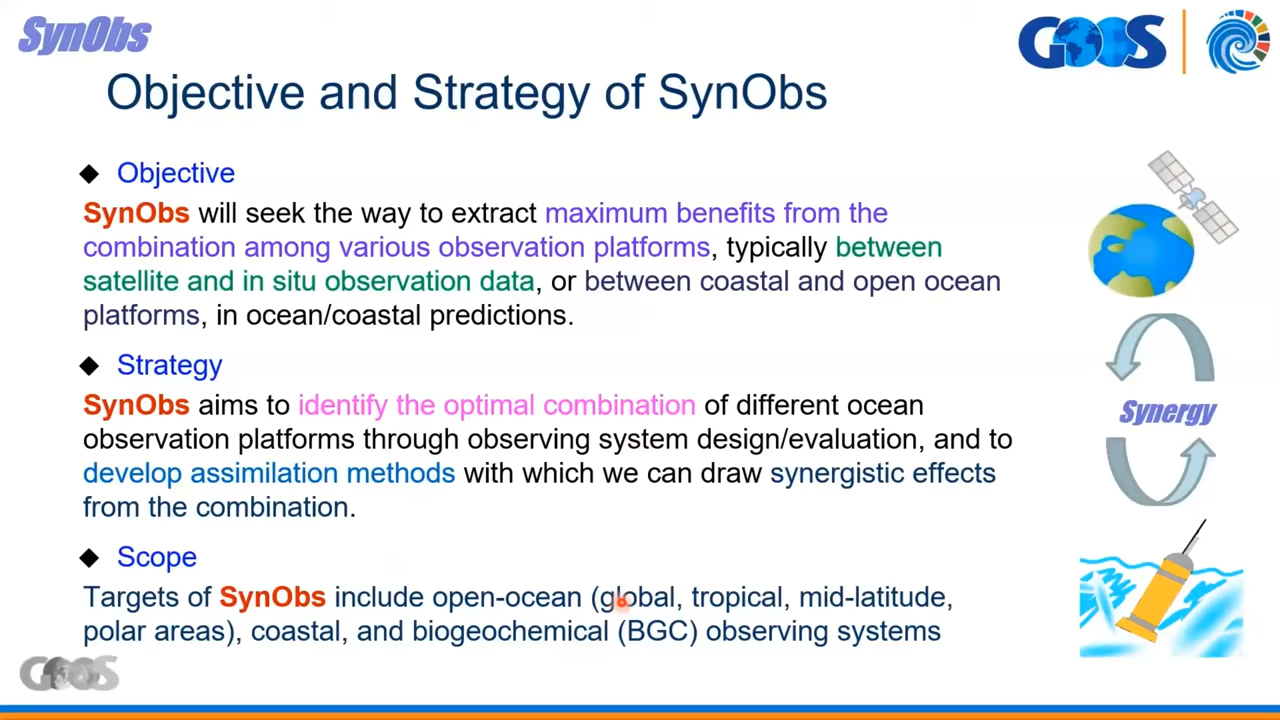 SynObs
GOOS
Objective and Strategy of SynObs
Objective
SynObs will seek the way to extract maximum benefits from the
combination among various observation platforms, typically between
satellite and in situ observation data, or between coastal and open ocean
platforms, in ocean/coastal predictions.
Strategy
SynObs aims to identify the optimal combination of different ocean
observation platforms through observing system design/evaluation, and to
develop assimilation methods with which we can draw synergistic effects
from the combination.
Synergy
Scope
Targets of SynObs include open-ocean (global, tropical, mid-latitude,
polar areas), coastal, and biogeochemical (BGC) observing systems
GOOS